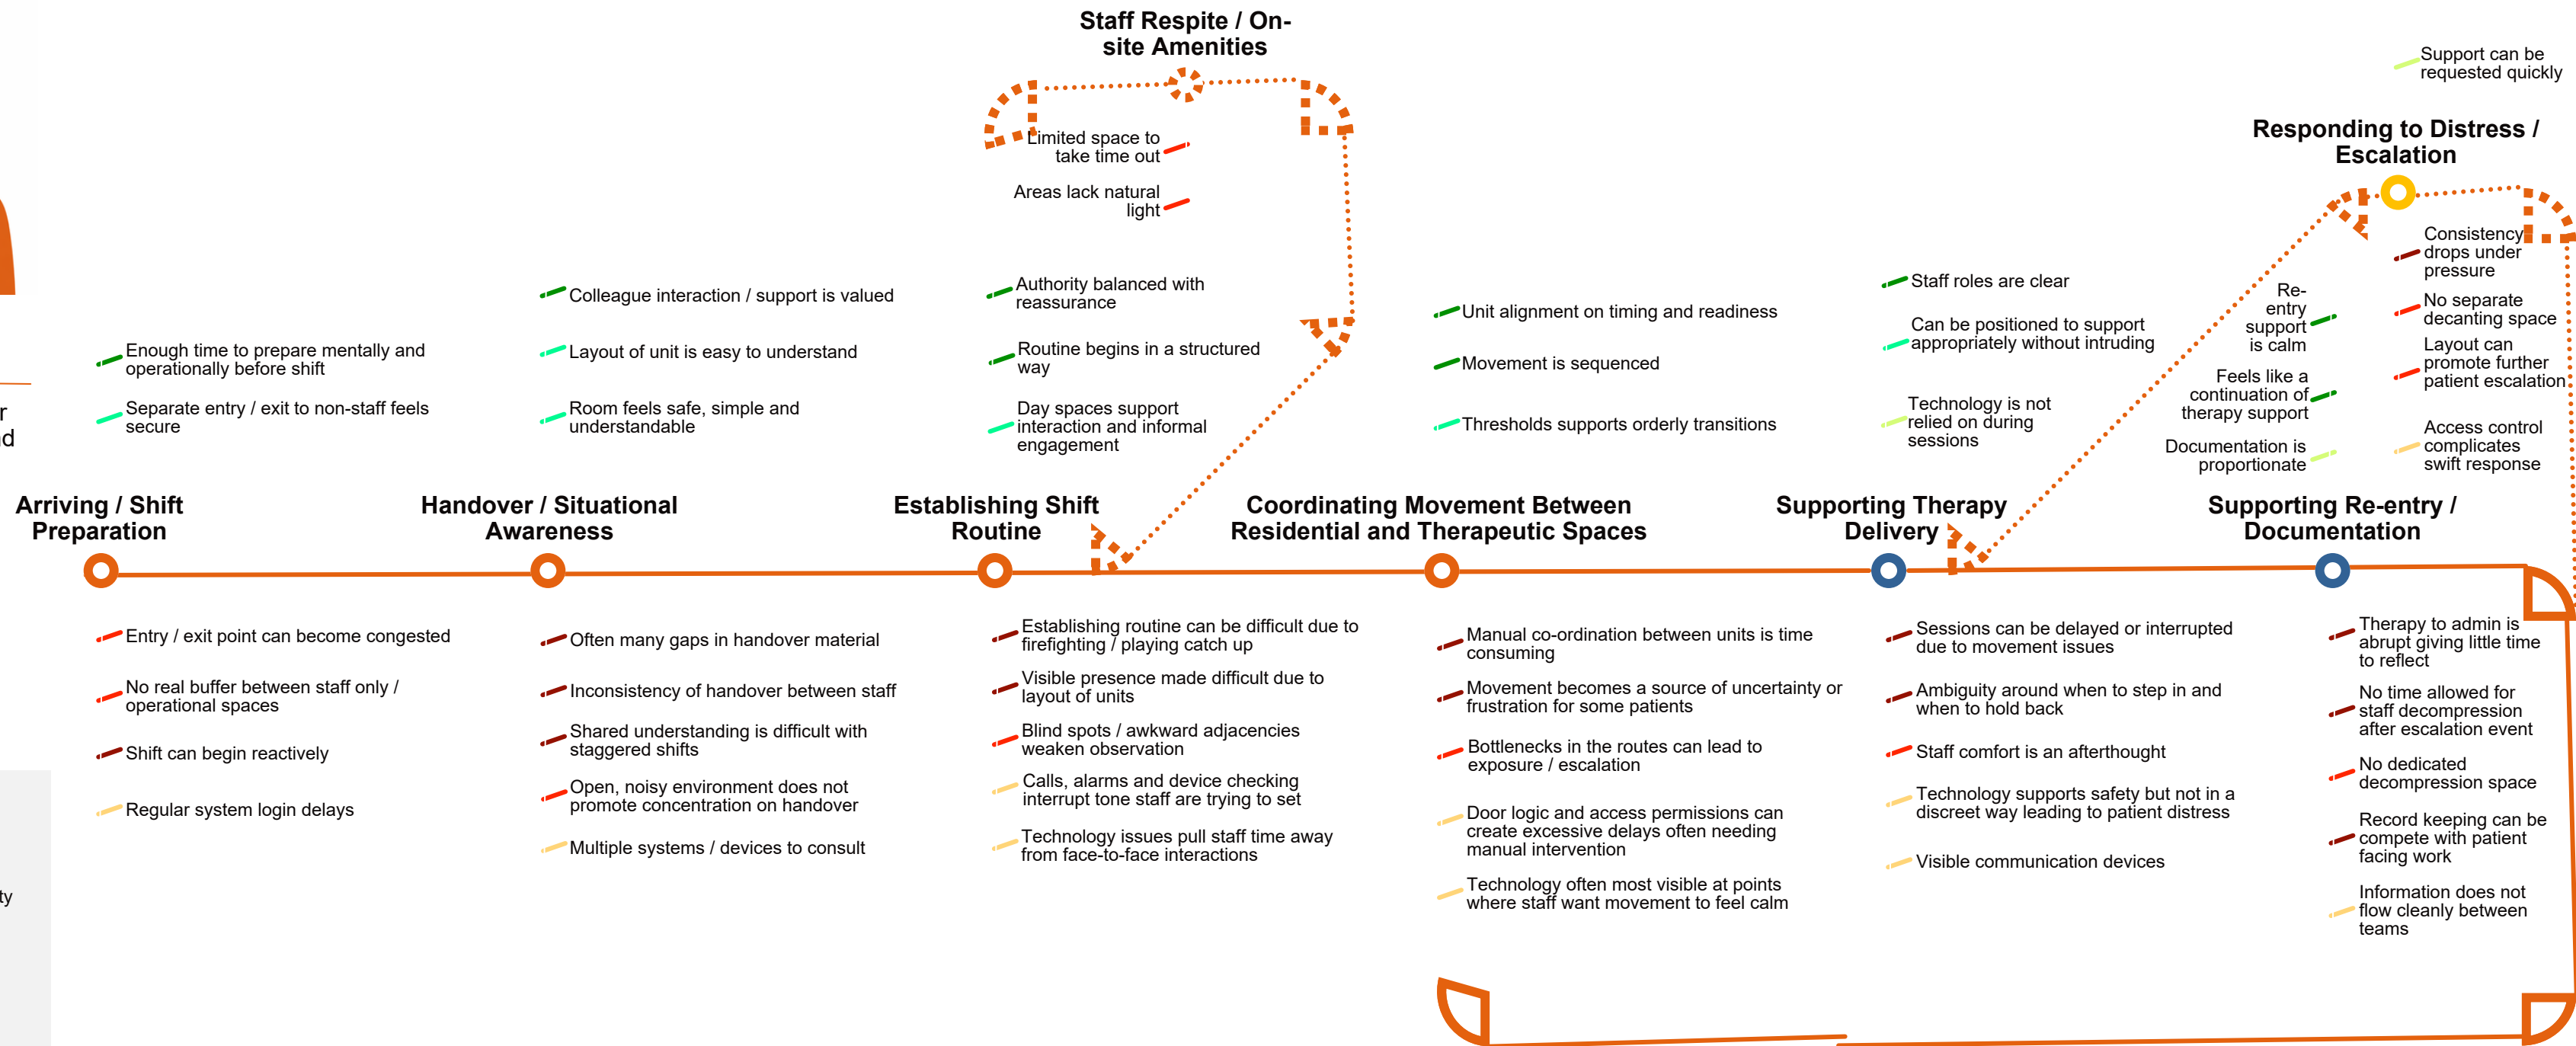 Staff Respite / On-
site Amenities
Limited space to
take time out
Areas lack natural
light
Support can be
requested quickly
Responding to Distress /
Escalation
Consistency
drops under
pressure
No separate
decanting space
Layout can
promote further
patient escalation
Access control
complicates
swift response
Re-
entry
support
is calm
Feels like a
continuation of
therapy support
Documentation is
proportionate
Enough time to prepare mentally and
operationally before shift
Separate entry / exit to non-staff feels
secure
Colleague interaction / support is valued
Layout of unit is easy to understand
Room feels safe, simple and
understandable
Authority balanced with
reassurance
Routine begins in a structured
way
Day spaces support
interaction and informal
engagement
Unit alignment on timing and readiness
Movement is sequenced
Thresholds supports orderly transitions
Staff roles are clear
Can be positioned to support
appropriately without intruding
Technology is not
relied on during
sessions
r
d
Arriving / Shift
Preparation
Handover / Situational
Awareness
Establishing Shift
Routine
Coordinating Movement Between
Residential and Therapeutic Spaces
Supporting Therapy
Delivery
Supporting Re-entry /
Documentation
Entry / exit point can become congested
No real buffer between staff only /
operational spaces
Shift can begin reactively
Regular system login delays
ty
Often many gaps in handover material
Inconsistency of handover between staff
Shared understanding is difficult with
staggered shifts
Open, noisy environment does not
promote concentration on handover
Multiple systems / devices to consult
Establishing routine can be difficult due to
firefighting / playing catch up
Visible presence made difficult due to
layout of units
Blind spots / awkward adjacencies
weaken observation
Calls, alarms and device checking
interrupt tone staff are trying to set
Technology issues pull staff time away
from face-to-face interactions
Manual co-ordination between units is time
consuming
Movement becomes a source of uncertainty or
frustration for some patients
Bottlenecks in the routes can lead to
exposure / escalation
Door logic and access permissions can
create excessive delays often needing
manual intervention
Technology often most visible at points
where staff want movement to feel calm
Sessions can be delayed or interrupted
due to movement issues
Ambiguity around when to step in and
when to hold back
Staff comfort is an afterthought
Technology supports safety but not in a
discreet way leading to patient distress
Visible communication devices
Therapy to admin is
abrupt giving little time
to reflect
No time allowed for
staff decompression
after escalation event
No dedicated
decompression space
Record keeping can be
compete with patient
facing work
Information does not
flow cleanly between
teams